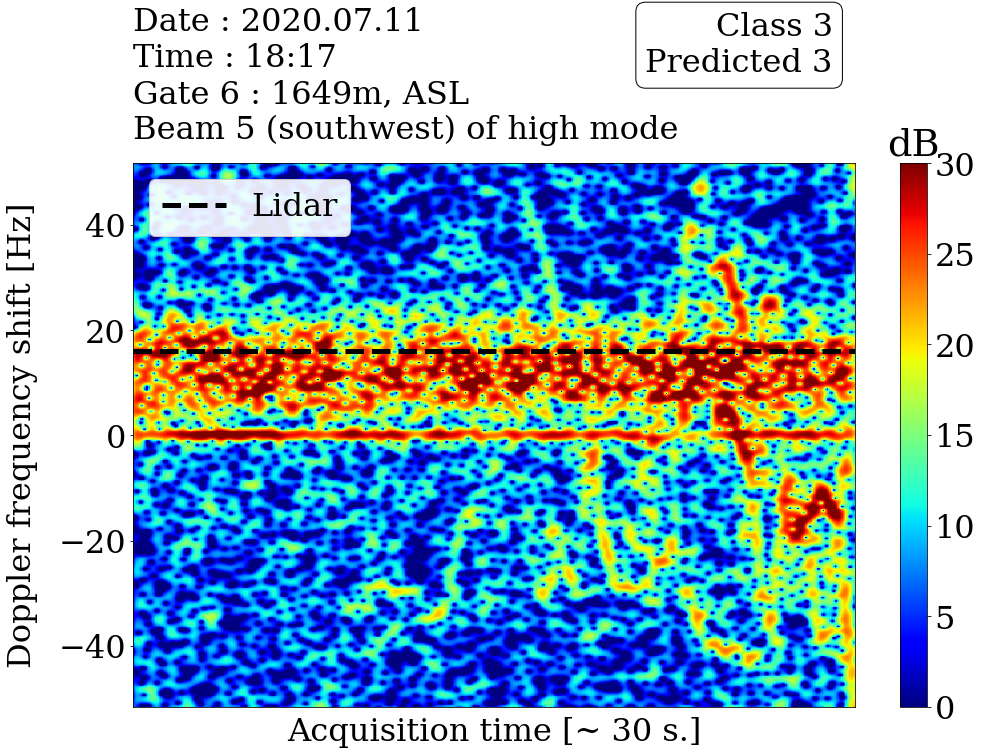 Date : 2020.07.11
Time : 18:17
Gate 6 : 1649m, ASL
Beam 5 (southwest) of high mode
Class 3
Predicted 3
dB
Lidar
Doppler frequency shift [Hz]
40
20
0
−20
−40
30
25
20
15
10
5
0
Acquisition time [~ 30 s.]